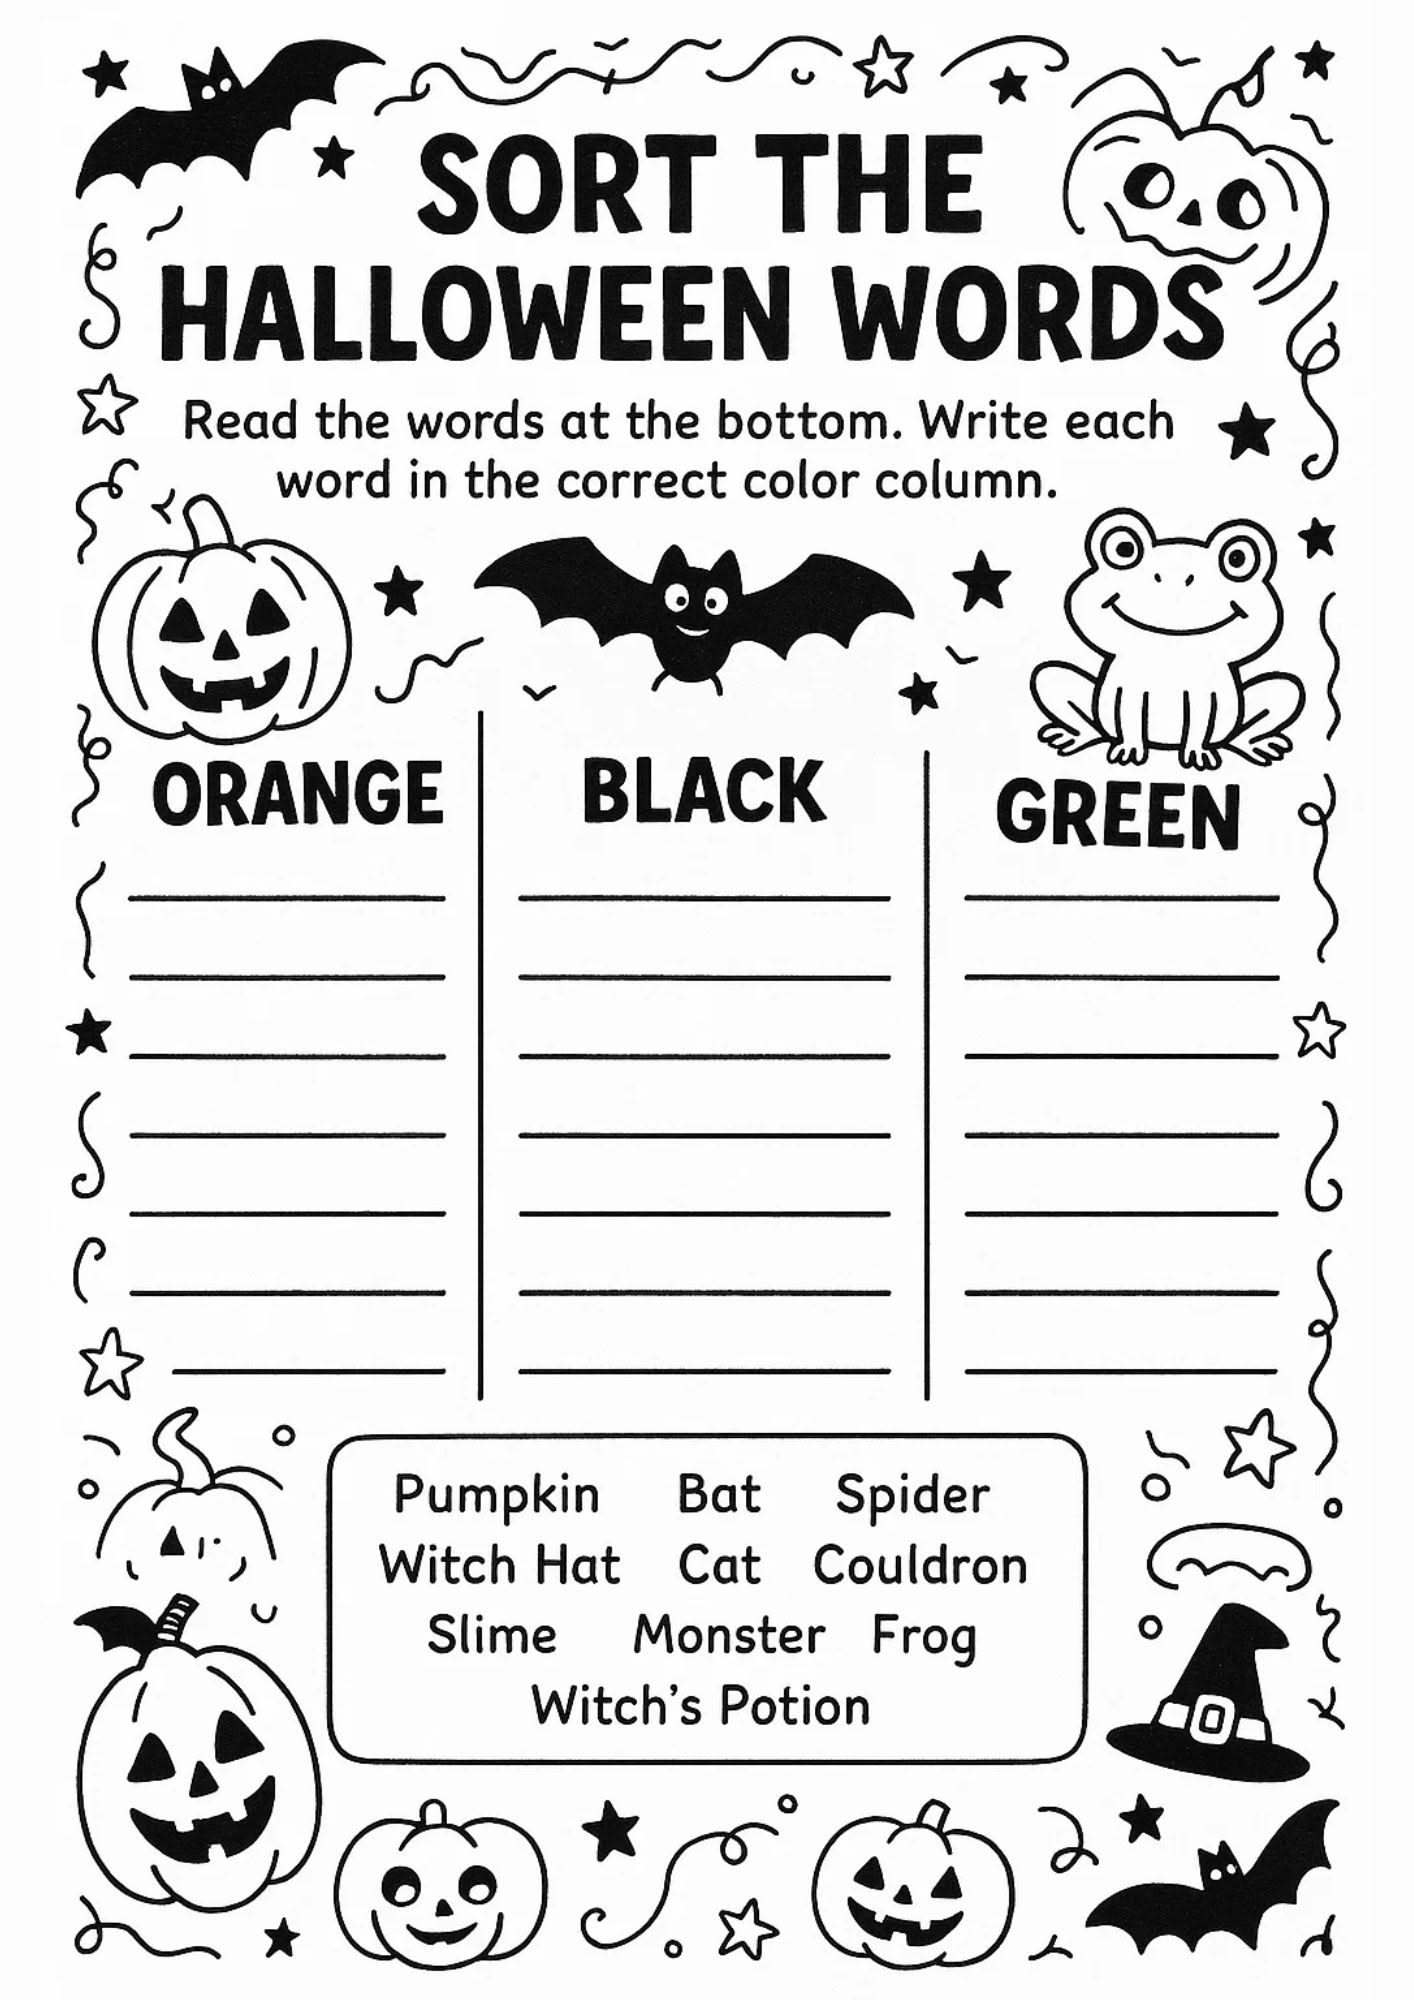 SORT THE
HALLOWEEN WORDS
Read the words at the bottom. Write each
word in the correct color column.
ORANGE
BLACK
GREEN
Pumpkin Bat Spider
Witch Hat Cat Couldron
Slime Monster Frog
Witch's Potion